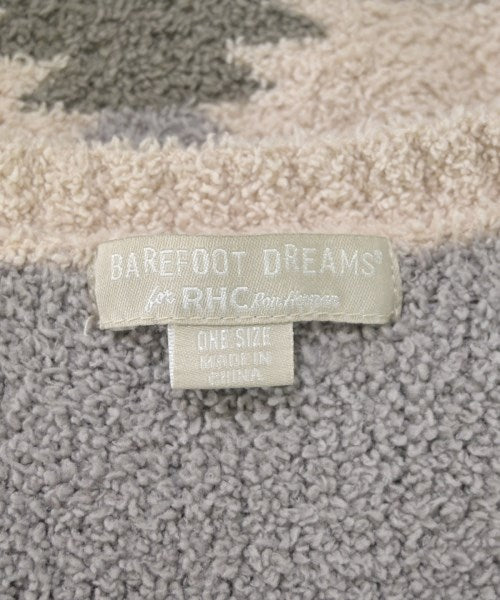 BAREFOOT DREAMS®
for RHC Ron Herman
ONE SIZE
MADE IN
CHINA